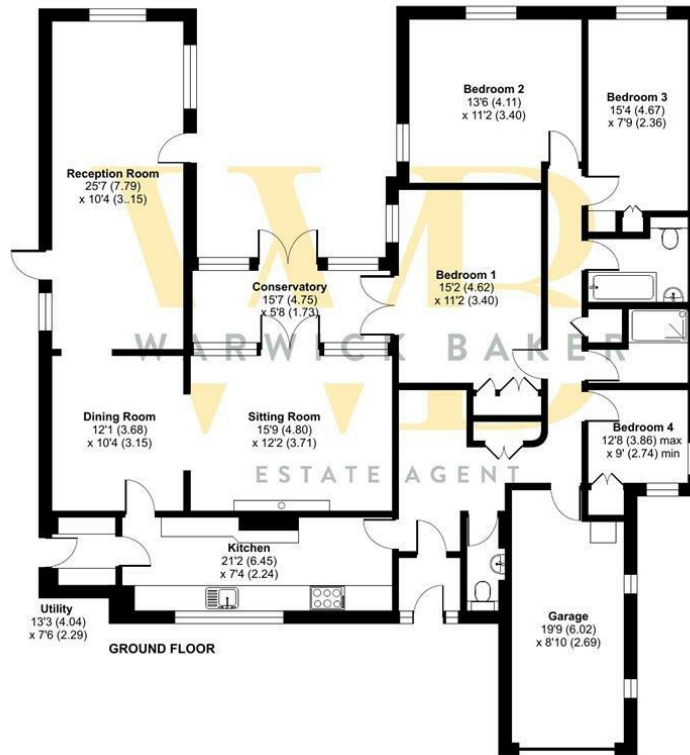 Bedroom 2
13'6 (4.11)
x 11'2 (3.40)
Bedroom 3
15'4 (4.67)
x 7'9 (2.36)
Reception Room
25'7 (7.79)
x 10'4 (3..15)
WB
Conservatory
15'7 (4.75)
x 5'8 (1.73)
Bedroom 1
15'2 (4.62)
x 11'2 (3.40)
WARWICK BAKER
Dining Room
12'1 (3.68)
x 10'4 (3.15)
Sitting Room
15'9 (4.80)
x 12'2 (3.71)
Bedroom 4
12'8 (3.86) max
x 9' (2.74) min
ESTATE AGENT
Kitchen
21'2 (6.45)
x 7'4 (2.24)
Utility
13'3 (4.04)
x 7'6 (2.29)
Garage
19'9 (6.02)
x 8'10 (2.69)
GROUND FLOOR